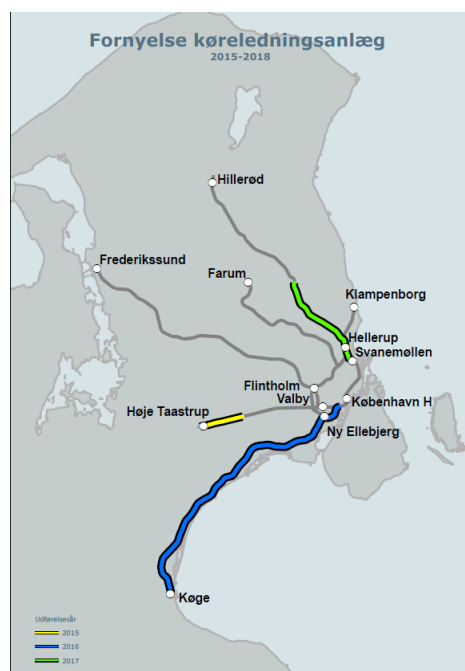 Fornyelse køreledningsanlæg
2015-2018
Hillerød
Frederikssund
Farum
Klampenborg
Hellerup
Svanemøllen
Flintholm
Valby
København H
Høje Taastrup
Ny Ellebjerg
Køge
Udførelsesår
2015
2016
2017